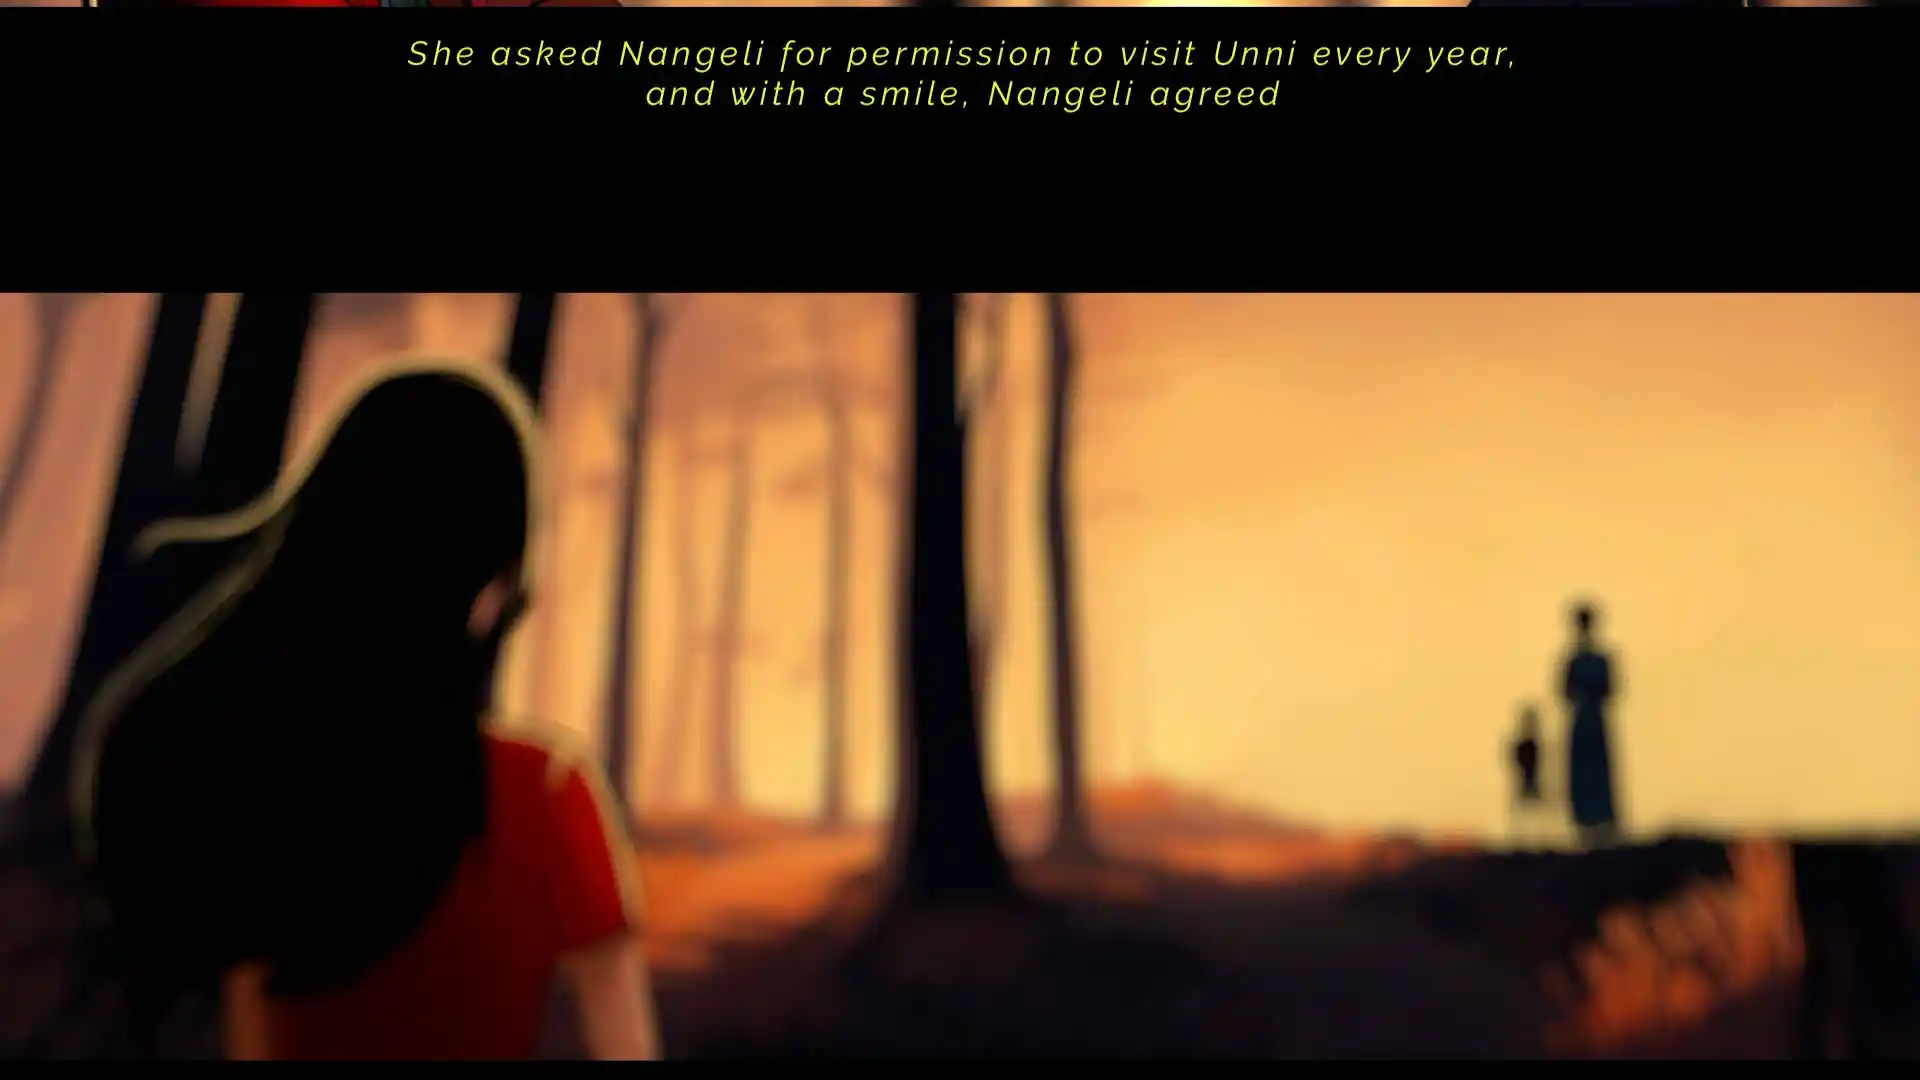 She asked Nangeli for permission to visit Unni every year,
and with a smile, Nangeli agreed